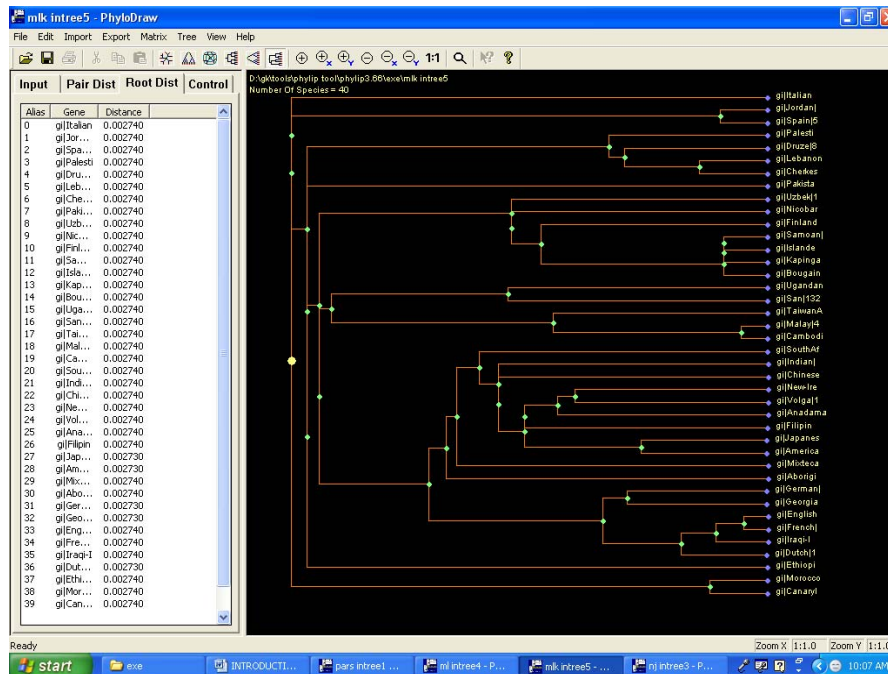 mlk intree5 - PhyloDraw
File Edit Import Export Matrix Tree View Help
1:1
Input Pair Dist Root Dist Control
D:\gk\tools\phylip tool\phylip3.66\exe\mlk intree5
Number Of Species = 40
Alias Gene Distance
0 gi|Italian 0.002740
1 gi|Jor... 0.002740
2 gi|Spa... 0.002740
3 gi|Palesti 0.002740
4 gi|Dru... 0.002740
5 gi|Leb... 0.002740
6 gi|Che... 0.002740
7 gi|Paki... 0.002740
8 gi|Uzb... 0.002740
9 gi|Nic... 0.002740
10 gi|Finl... 0.002740
11 gi|Sa... 0.002740
12 gi|Isla... 0.002740
13 gi|Kap... 0.002740
14 gi|Bou... 0.002740
15 gi|Uga... 0.002740
16 gi|San... 0.002740
17 gi|Tai... 0.002740
18 gi|Mal... 0.002740
19 gi|Ca... 0.002740
20 gi|Sou... 0.002740
21 gi|Indi... 0.002740
22 gi|Chi... 0.002740
23 gi|Ne... 0.002740
24 gi|Vol... 0.002740
25 gi|Ana... 0.002740
26 gi|Filipin 0.002740
27 gi|Jap... 0.002730
28 gi|Am... 0.002730
29 gi|Mix... 0.002740
30 gi|Abo... 0.002740
31 gi|Ger... 0.002730
32 gi|Geo... 0.002730
33 gi|Eng... 0.002740
34 gi|Fre... 0.002740
35 gi|Iraqi-I 0.002740
36 gi|Dut... 0.002730
37 gi|Ethi... 0.002740
38 gi|Mor... 0.002740
39 gi|Can... 0.002740
gi|Italian
gi|Jordan|
gi|Spain|5
gi|Palesti
gi|Druze|8
gi|Lebanon
gi|Cherkes
gi|Pakista
gi|Uzbek|1
gi|Nicobar
gi|Finland
gi|Samoan|
gi|Islande
gi|Kapinga
gi|Bougain
gi|Ugandan
gi|San|132
gi|TaiwanA
gi|Malay|4
gi|Cambodi
gi|SouthAf
gi|Indian|
gi|Chinese
gi|New-Ire
gi|Volga|1
gi|Anadama
gi|Filipin
gi|Japanes
gi|America
gi|Mixteca
gi|Aborigi
gi|German|
gi|Georgia
gi|English
gi|French|
gi|Iraqi-I
gi|Dutch|1
gi|Ethiopi
gi|Morocco
gi|CanaryI
Ready Zoom X 1:1.0 Zoom Y 1:1.0
start exe INTRODUCTI... pars intree1 ... ml intree4 - P... mlk intree5 - ... nj intree3 - P... 10:07 AM